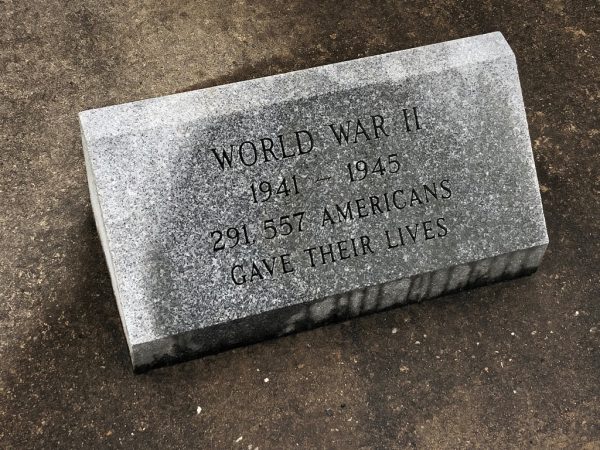 WORLD WAR II
1941 - 1945
291,557 AMERICANS
GAVE THEIR LIVES